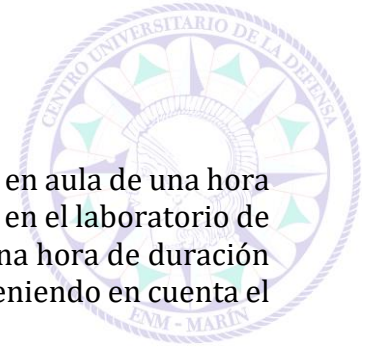 CENTRO UNIVERSITARIO DE LA DEFENSA
en aula de una hora
en el laboratorio de
na hora de duración
eniendo en cuenta el
ENM - MARÍN